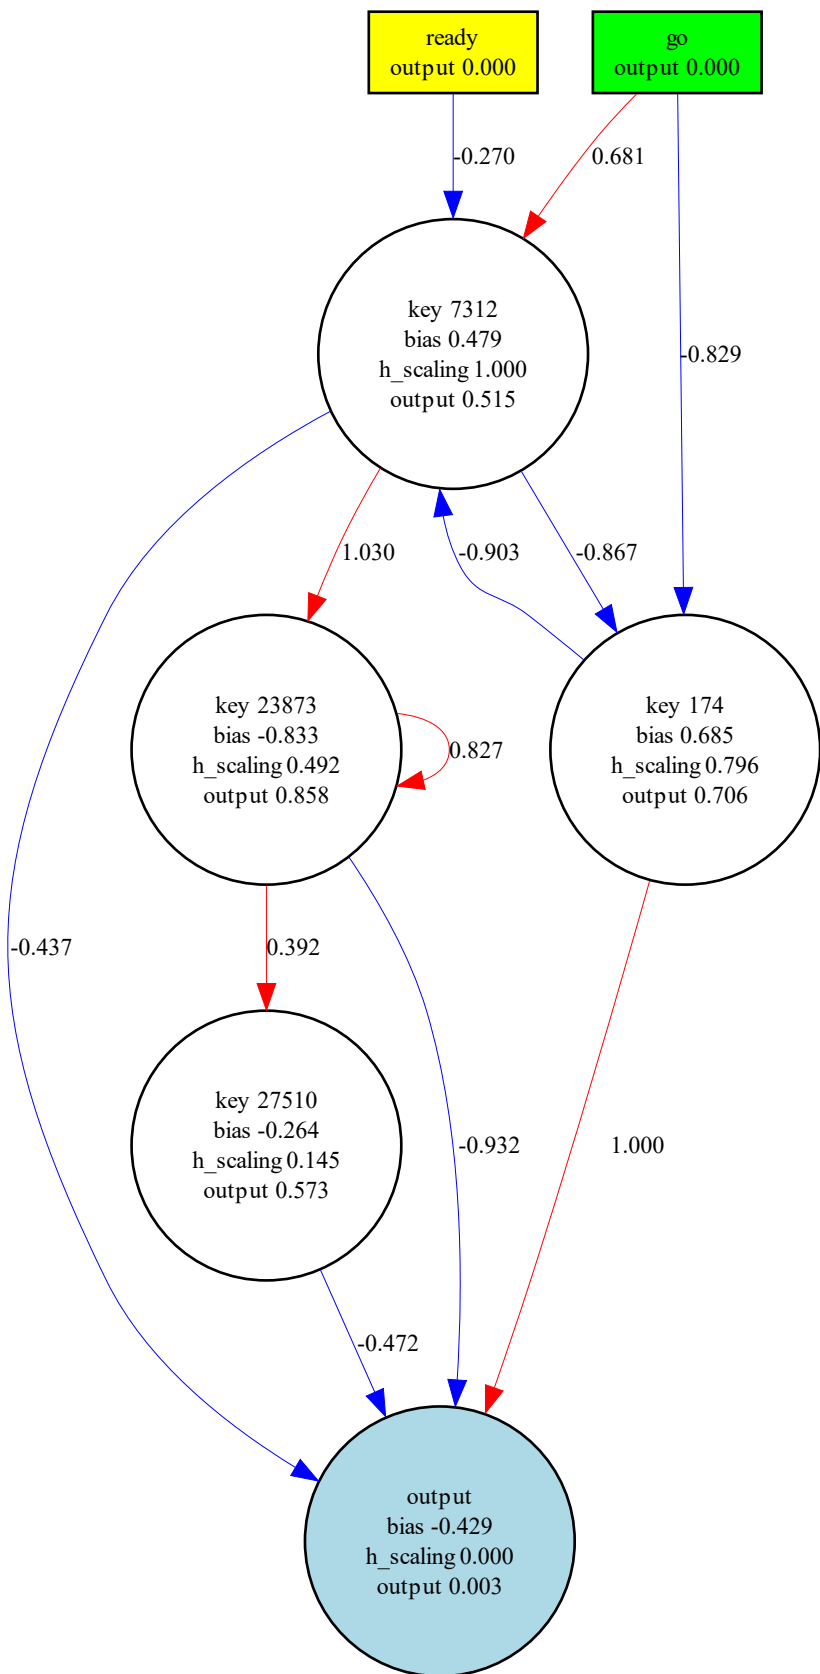 ready
output 0.000
go
output 0.000
-0.270
0.681
key 7312
bias 0.479
h_scaling 1.000
output 0.515
-0.829
1.030
-0.903
-0.867
key 23873
bias -0.833
h_scaling 0.492
output 0.858
0.827
key 174
bias 0.685
h_scaling 0.796
output 0.706
-0.437
0.392
key 27510
bias -0.264
h_scaling 0.145
output 0.573
-0.932
1.000
-0.472
output
bias -0.429
h_scaling 0.000
output 0.003